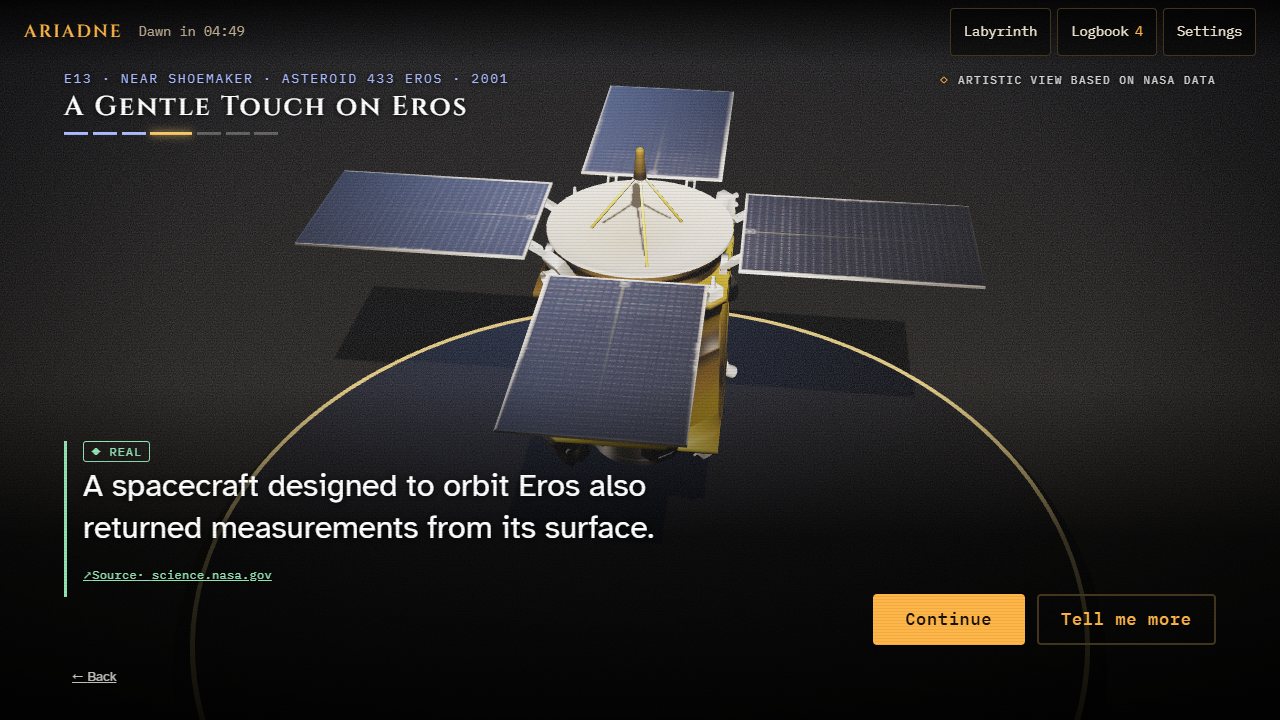 ARIADNE Dawn in 04:49
Labyrinth
Logbook 4
Settings
E13 · NEAR SHOEMAKER · ASTEROID 433 EROS · 2001
◇ ARTISTIC VIEW BASED ON NASA DATA
A Gentle Touch on Eros
◆ REAL
A spacecraft designed to orbit Eros also
returned measurements from its surface.
↗Source· science.nasa.gov
Continue
Tell me more
← Back